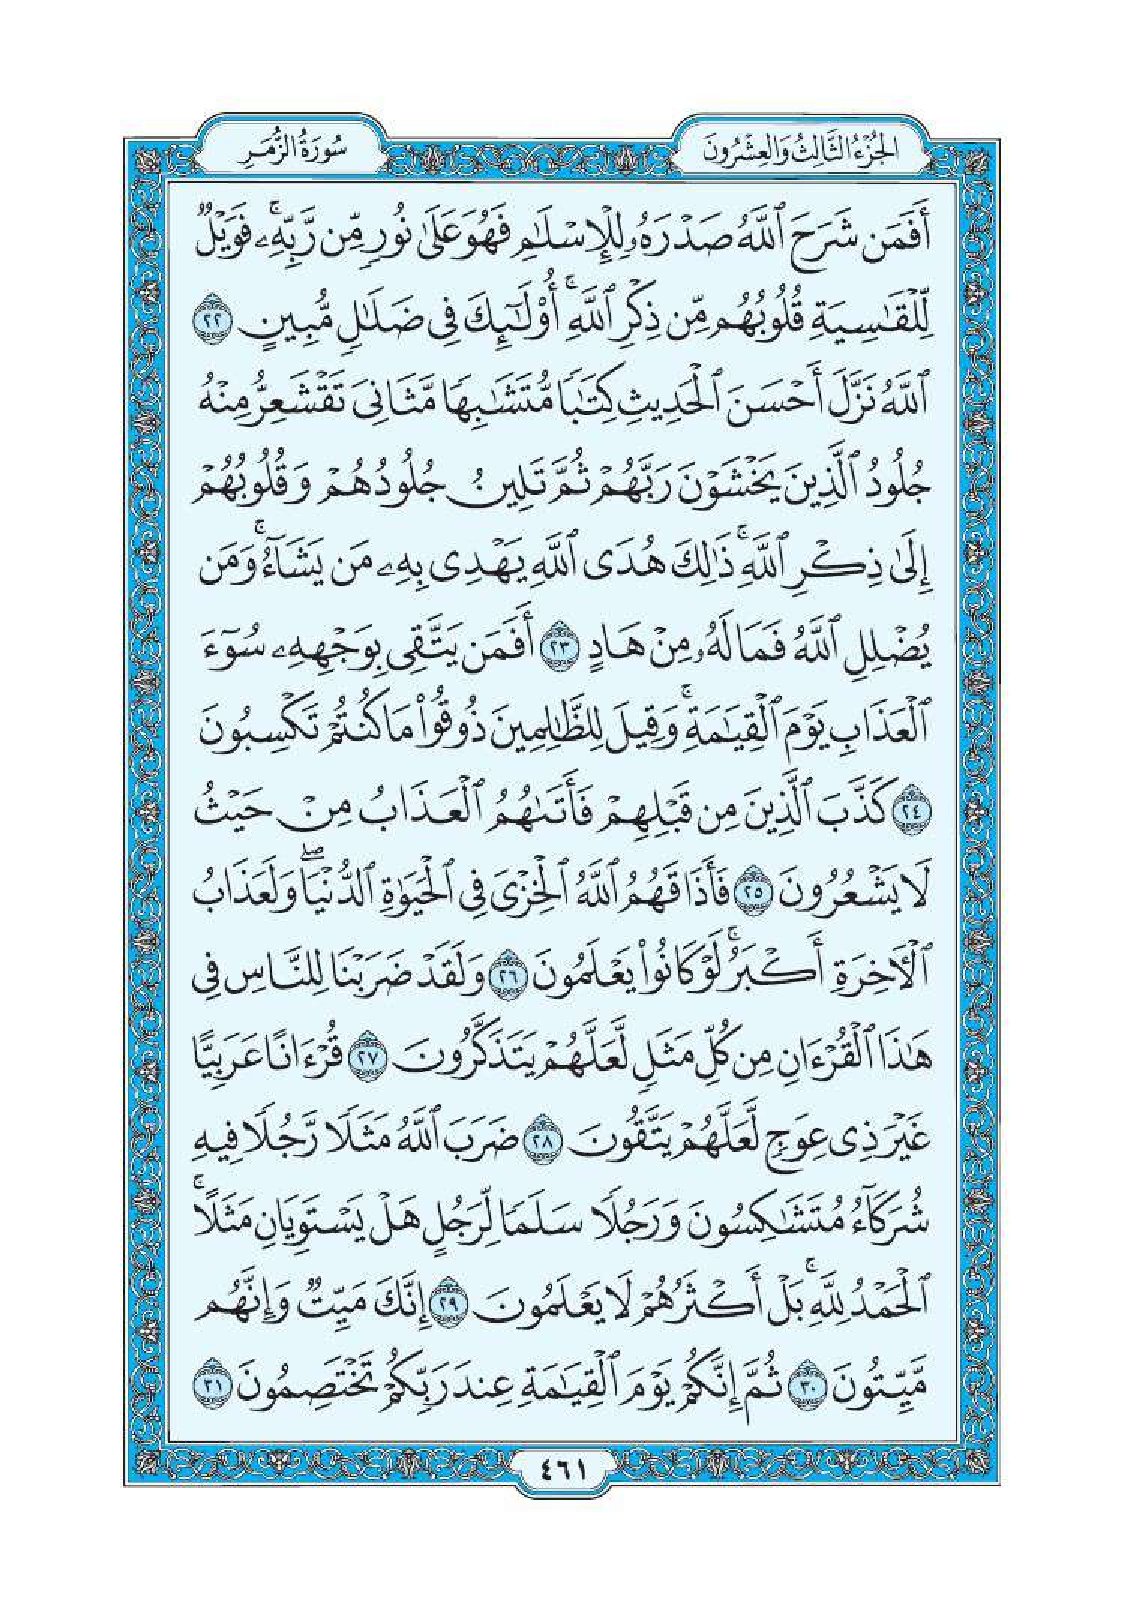 الجُزْءُ الثَّالِثُ وَالعِشْرُونَ
سُورَةُ الزُّمَر
أَفَمَن شَرَحَ ٱللَّهُ صَدْرَهُۥ لِلْإِسْلَٰمِ فَهُوَ عَلَىٰ نُورٍ مِّن رَّبِّهِۦۚ فَوَيْلٌ
لِّلْقَٰسِيَةِ قُلُوبُهُم مِّن ذِكْرِ ٱللَّهِۚ أُو۟لَٰٓئِكَ فِى ضَلَٰلٍ مُّبِينٍ ٢٢
ٱللَّهُ نَزَّلَ أَحْسَنَ ٱلْحَدِيثِ كِتَٰبًا مُّتَشَٰبِهًا مَّثَانِىَ تَقْشَعِرُّ مِنْهُ
جُلُودُ ٱلَّذِينَ يَخْشَوْنَ رَبَّهُمْ ثُمَّ تَلِينُ جُلُودُهُمْ وَقُلُوبُهُمْ
إِلَىٰ ذِكْرِ ٱللَّهِۚ ذَٰلِكَ هُدَى ٱللَّهِ يَهْدِى بِهِۦ مَن يَشَآءُۚ وَمَن
يُضْلِلِ ٱللَّهُ فَمَا لَهُۥ مِنْ هَادٍ ٢٣ أَفَمَن يَتَّقِى بِوَجْهِهِۦ سُوٓءَ
ٱلْعَذَابِ يَوْمَ ٱلْقِيَٰمَةِۚ وَقِيلَ لِلظَّٰلِمِينَ ذُوقُوا۟ مَا كُنتُمْ تَكْسِبُونَ
٢٤ كَذَّبَ ٱلَّذِينَ مِن قَبْلِهِمْ فَأَتَىٰهُمُ ٱلْعَذَابُ مِنْ حَيْثُ
لَا يَشْعُرُونَ ٢٥ فَأَذَاقَهُمُ ٱللَّهُ ٱلْخِزْىَ فِى ٱلْحَيَوٰةِ ٱلدُّنْيَاۖ وَلَعَذَابُ
ٱلْءَاخِرَةِ أَكْبَرُۚ لَوْ كَانُوا۟ يَعْلَمُونَ ٢٦ وَلَقَدْ ضَرَبْنَا لِلنَّاسِ فِى
هَٰذَا ٱلْقُرْءَانِ مِن كُلِّ مَثَلٍ لَّعَلَّهُمْ يَتَذَكَّرُونَ ٢٧ قُرْءَانًا عَرَبِيًّا
غَيْرَ ذِى عِوَجٍ لَّعَلَّهُمْ يَتَّقُونَ ٢٨ ضَرَبَ ٱللَّهُ مَثَلًا رَّجُلًا فِيهِ
شُرَكَآءُ مُتَشَٰكِسُونَ وَرَجُلًا سَلَمًا لِّرَجُلٍ هَلْ يَسْتَوِيَانِ مَثَلًاۚ
ٱلْحَمْدُ لِلَّهِۚ بَلْ أَكْثَرُهُمْ لَا يَعْلَمُونَ ٢٩ إِنَّكَ مَيِّتٌ وَإِنَّهُم
مَّيِّتُونَ ٣٠ ثُمَّ إِنَّكُمْ يَوْمَ ٱلْقِيَٰمَةِ عِندَ رَبِّكُمْ تَخْتَصِمُونَ ٣١
٤٦١